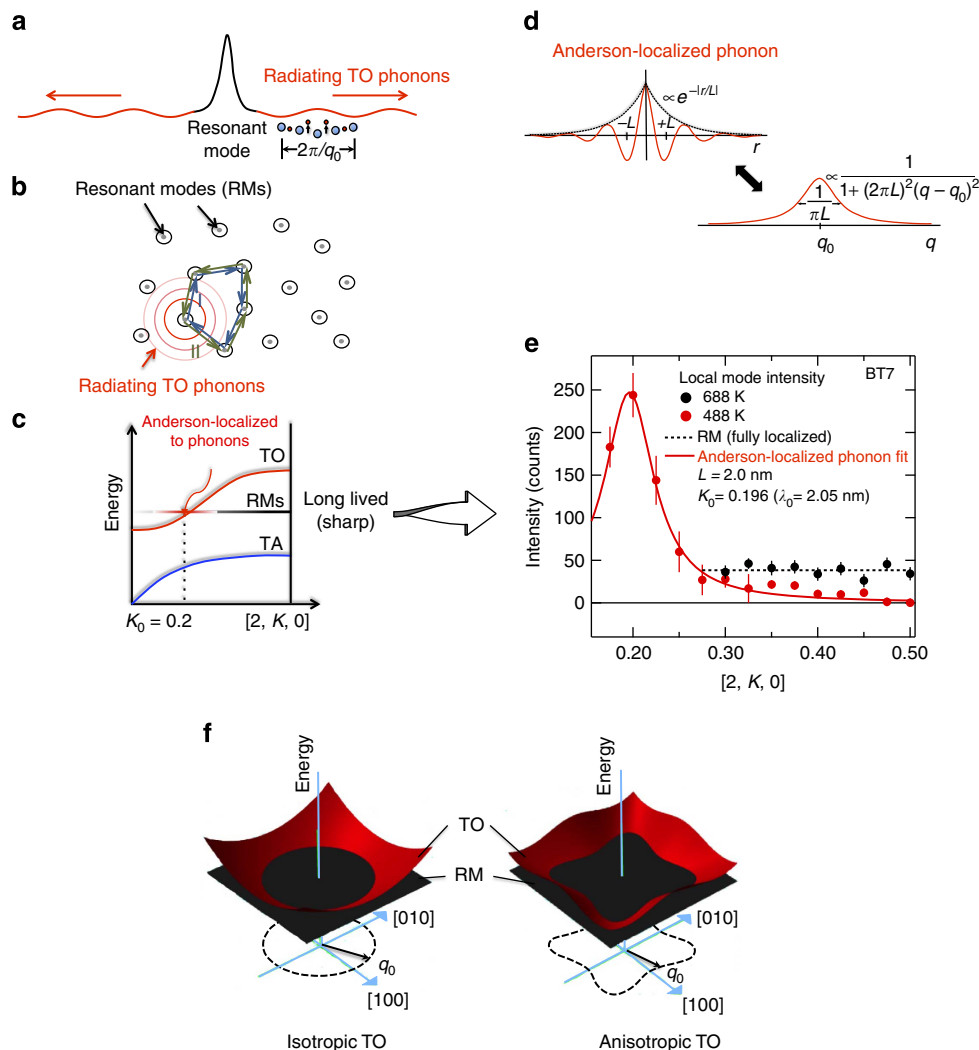 a
Radiating TO phonons
Resonant
mode
2π/q₀
b
Resonant modes (RMs)
I
II
Radiating TO phonons
c
Anderson-localized
to phonons
TO
RMs
TA
Energy
K₀ = 0.2
[2, K, 0]
Long lived
(sharp)
d
Anderson-localized phonon
∝e^{-|r/L|}
–L
+L
r
∝ 1 / 1 + (2πL)²(q – q₀)²
1 / πL
q₀
q
e
BT7
Local mode intensity
688 K
488 K
RM (fully localized)
Anderson-localized phonon fit
L = 2.0 nm
K₀ = 0.196 (λ₀ = 2.05 nm)
Intensity (counts)
250
200
150
100
50
0
0.20
0.30
0.40
0.50
[2, K, 0]
f
Energy
Energy
TO
RM
[010]
q₀
[100]
[010]
q₀
[100]
Isotropic TO
Anisotropic TO